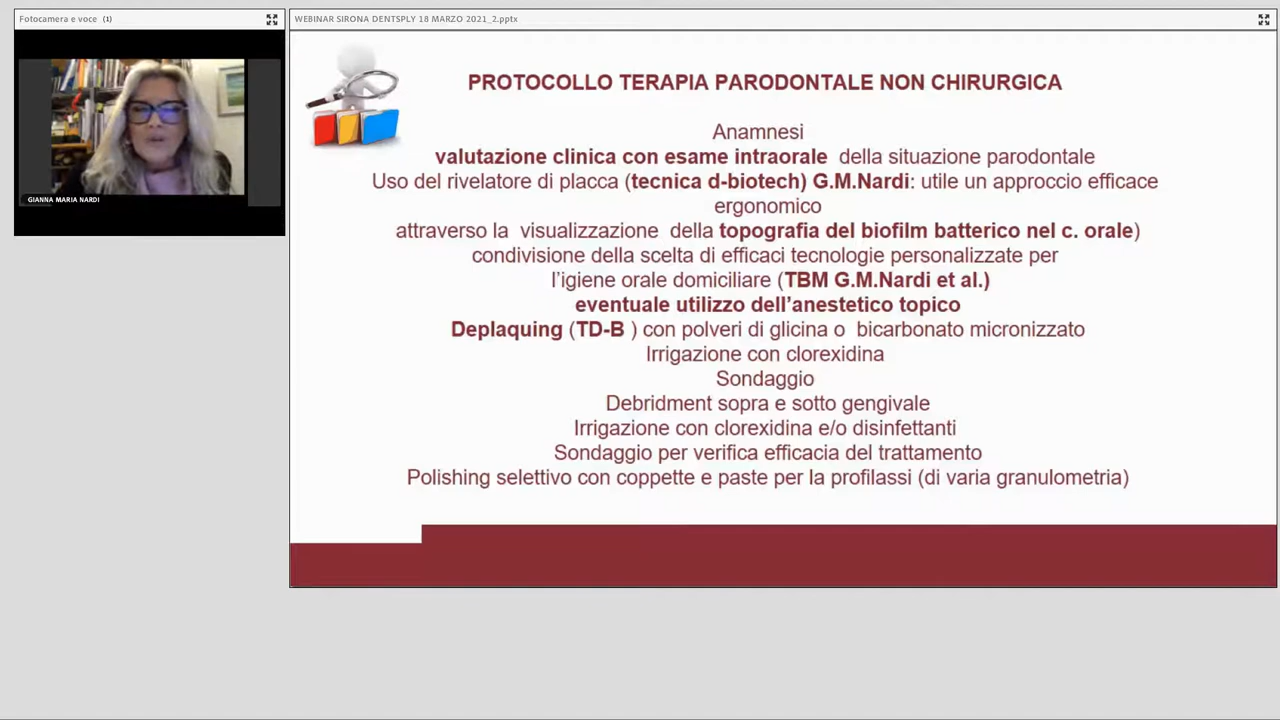 Fotocamera e voce (1)
GIANNA MARIA NARDI
WEBINAR SIRONA DENTSPLY 18 MARZO 2021_2.pptx
PROTOCOLLO TERAPIA PARODONTALE NON CHIRURGICA
Anamnesi
valutazione clinica con esame intraorale della situazione parodontale
Uso del rivelatore di placca (tecnica d-biotech) G.M.Nardi: utile un approccio efficace
ergonomico
attraverso la visualizzazione della topografia del biofilm batterico nel c. orale)
condivisione della scelta di efficaci tecnologie personalizzate per
l’igiene orale domiciliare (TBM G.M.Nardi et al.)
eventuale utilizzo dell’anestetico topico
Deplaquing (TD-B ) con polveri di glicina o bicarbonato micronizzato
Irrigazione con clorexidina
Sondaggio
Debridment sopra e sotto gengivale
Irrigazione con clorexidina e/o disinfettanti
Sondaggio per verifica efficacia del trattamento
Polishing selettivo con coppette e paste per la profilassi (di varia granulometria)